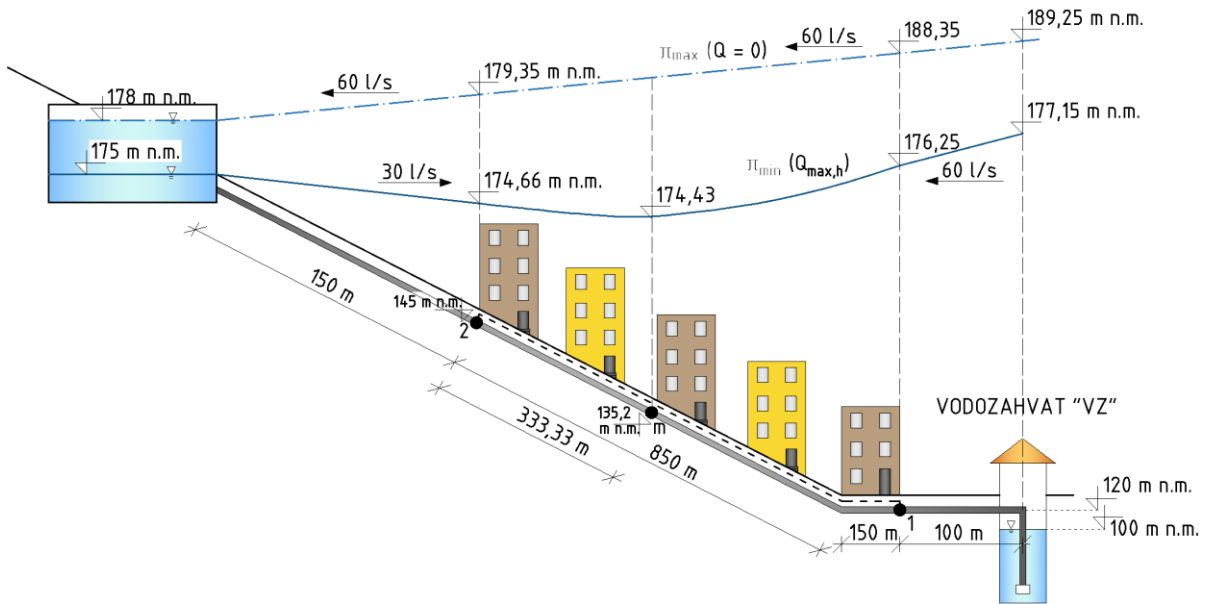 189,25 m n.m.
188,35
60 l/s
πmax (Q = 0)
179,35 m n.m.
60 l/s
178 m n.m.
177,15 m n.m.
175 m n.m.
176,25
30 l/s
πmin (Qmax,h)
60 l/s
174,66 m n.m.
174,43
150 m
145 m n.m.
2
333,33 m
135,2
m n.m.
m
850 m
VODOZAHVAT "VZ"
120 m n.m.
1
100 m n.m.
150 m
100 m